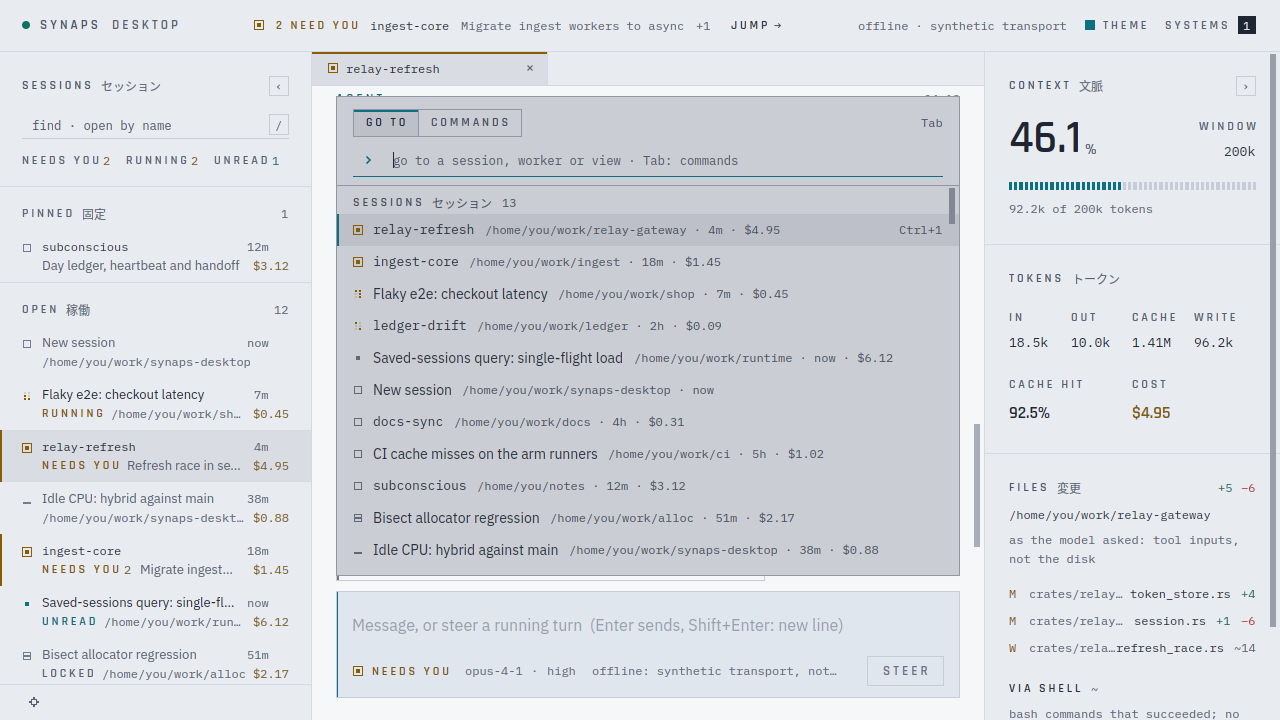 SYNAPS DESKTOP
2 NEED YOU ingest-core Migrate ingest workers to async +1 JUMP →
offline · synthetic transport THEME SYSTEMS 1
SESSIONS セッション ‹
find · open by name /
NEEDS YOU 2 RUNNING 2 UNREAD 1
PINNED 固定 1
subconscious 12m
Day ledger, heartbeat and handoff $3.12
OPEN 稼働 12
New session now
/home/you/work/synaps-desktop
Flaky e2e: checkout latency 7m
RUNNING /home/you/work/sh… $0.45
relay-refresh 4m
NEEDS YOU Refresh race in se… $4.95
Idle CPU: hybrid against main 38m
/home/you/work/synaps-deskt… $0.88
ingest-core 18m
NEEDS YOU 2 Migrate ingest… $1.45
Saved-sessions query: single-fl… now
UNREAD /home/you/work/run… $6.12
Bisect allocator regression 51m
LOCKED /home/you/work/alloc $2.17
relay-refresh ×
GO TO COMMANDS Tab
› go to a session, worker or view · Tab: commands
SESSIONS セッション 13
relay-refresh /home/you/work/relay-gateway · 4m · $4.95 Ctrl+1
ingest-core /home/you/work/ingest · 18m · $1.45
Flaky e2e: checkout latency /home/you/work/shop · 7m · $0.45
ledger-drift /home/you/work/ledger · 2h · $0.09
Saved-sessions query: single-flight load /home/you/work/runtime · now · $6.12
New session /home/you/work/synaps-desktop · now
docs-sync /home/you/work/docs · 4h · $0.31
CI cache misses on the arm runners /home/you/work/ci · 5h · $1.02
subconscious /home/you/notes · 12m · $3.12
Bisect allocator regression /home/you/work/alloc · 51m · $2.17
Idle CPU: hybrid against main /home/you/work/synaps-desktop · 38m · $0.88
Message, or steer a running turn (Enter sends, Shift+Enter: new line)
NEEDS YOU opus-4-1 · high offline: synthetic transport, not… STEER
CONTEXT 文脈 ›
46.1% WINDOW
200k
92.2k of 200k tokens
TOKENS トークン
IN OUT CACHE WRITE
18.5k 10.0k 1.41M 96.2k
CACHE HIT COST
92.5% $4.95
FILES 変更 +5 −6
/home/you/work/relay-gateway
as the model asked: tool inputs,
not the disk
M crates/relay… token_store.rs +4
M crates/relay… session.rs +1 −6
W crates/rela…refresh_race.rs ~14
VIA SHELL ~
bash commands that succeeded; no